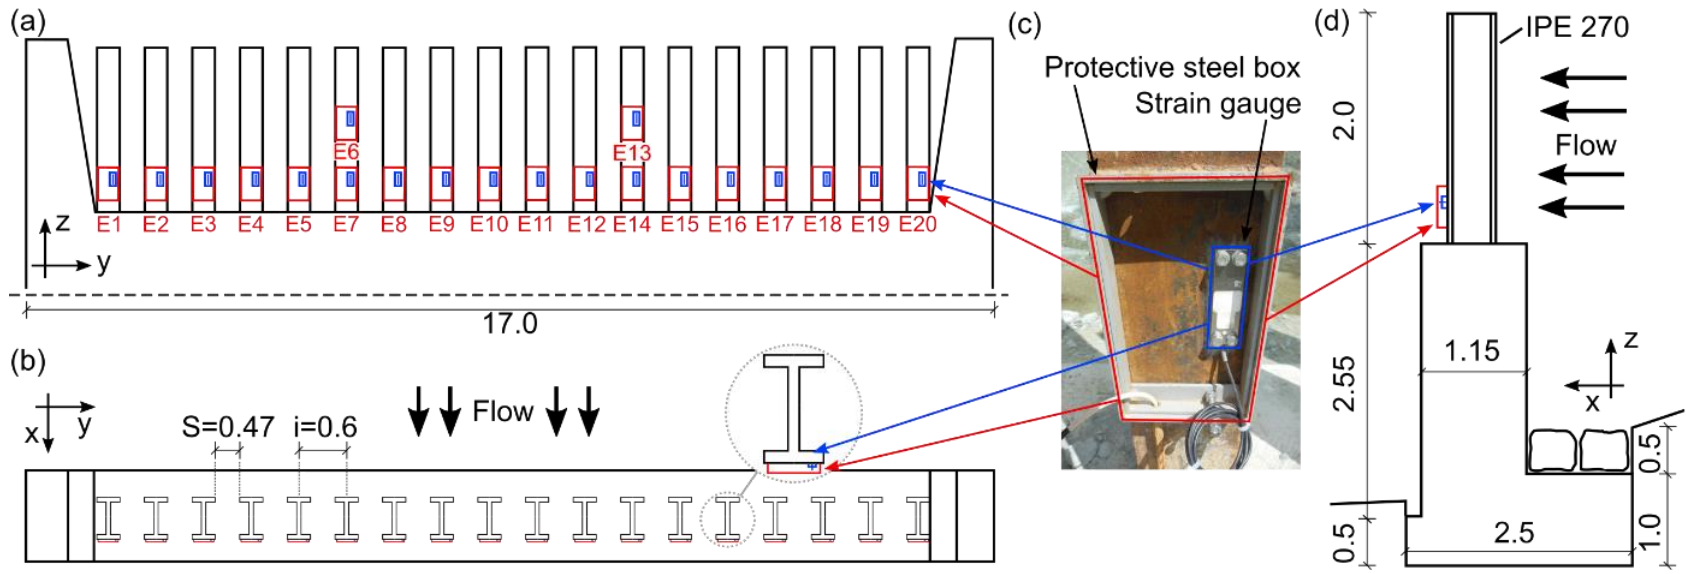 (a)
E6
E13
E1 E2 E3 E4 E5 E7 E8 E9 E10 E11 E12 E14 E15 E16 E17 E18 E19 E20
z
y
17.0
(b)
x
y
S=0.47
i=0.6
Flow
(c)
Protective steel box
Strain gauge
(d)
IPE 270
2.0
Flow
2.55
1.15
z
x
0.5
0.5
2.5
1.0